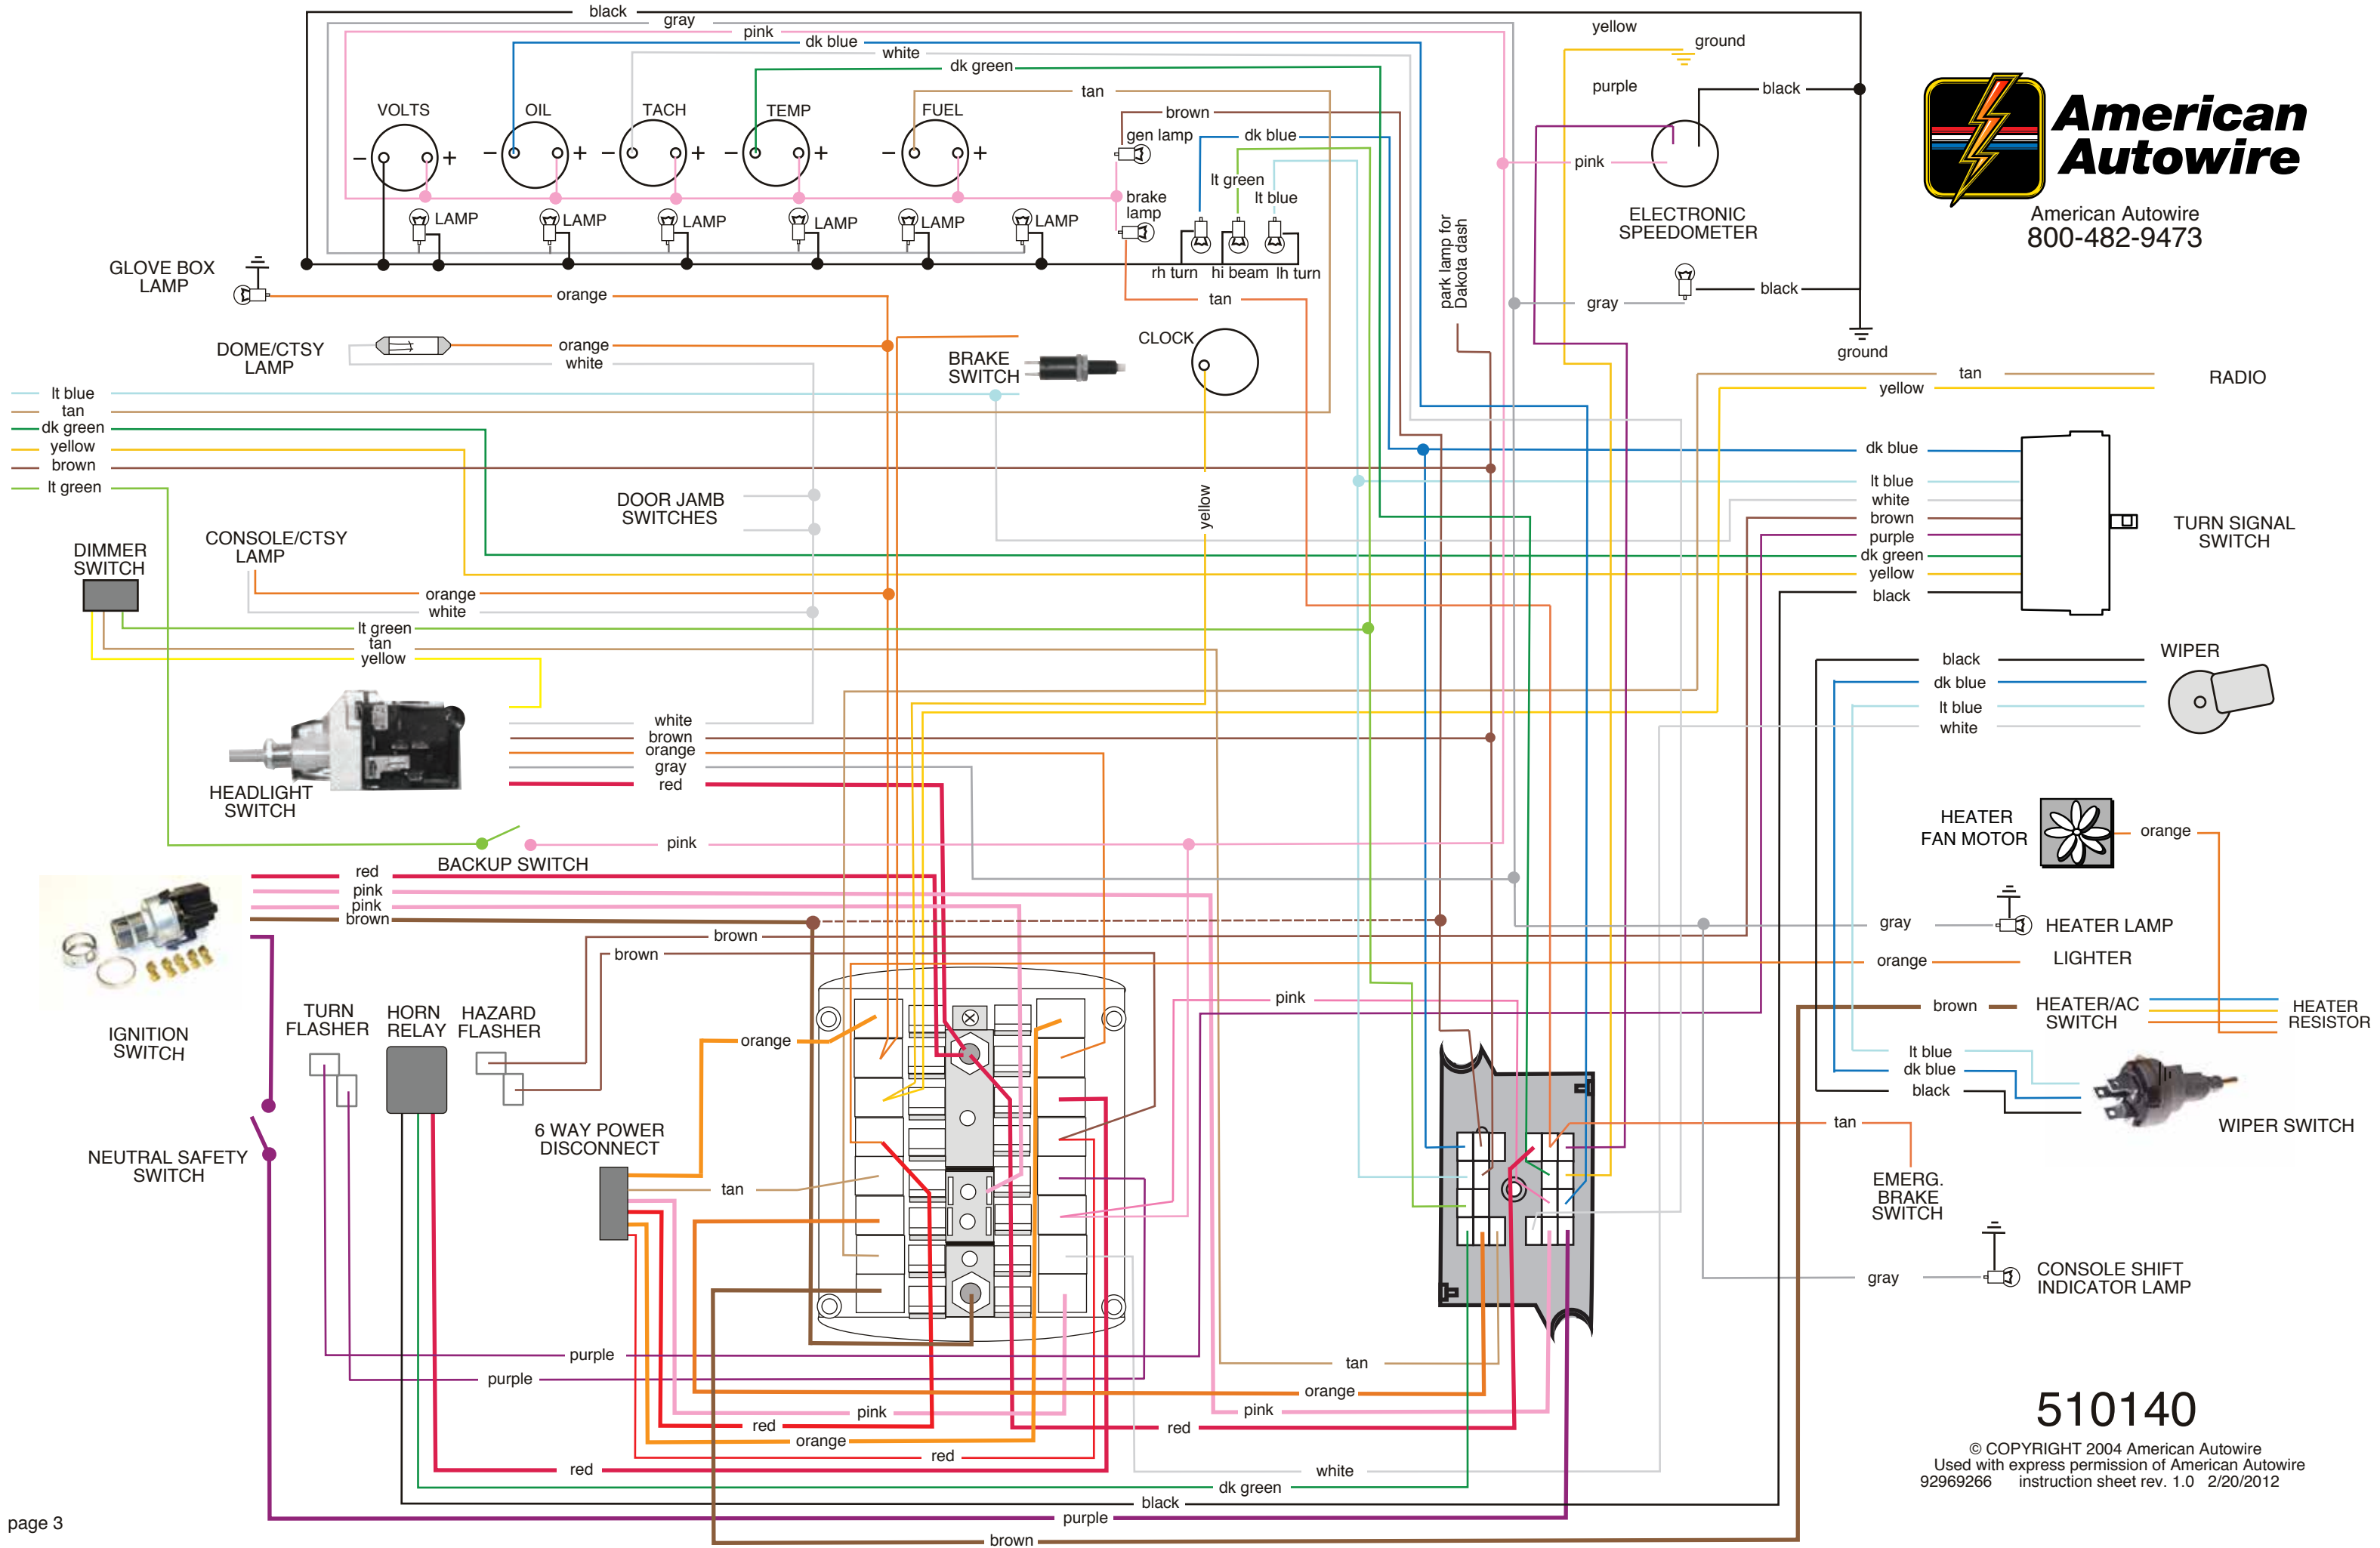 black
gray
pink
dk blue
white
dk green
tan
yellow
ground
purple
black
pink
American
Autowire
American Autowire
800-482-9473
VOLTS
OIL
TACH
TEMP
FUEL
− +
− +
− +
− +
− +
brown
gen lamp
dk blue
lt green
lt blue
brake
lamp
LAMP
LAMP
LAMP
LAMP
LAMP
LAMP
rh turn
hi beam
lh turn
tan
park lamp for
Dakota dash
ELECTRONIC
SPEEDOMETER
black
gray
ground
GLOVE BOX
LAMP
orange
DOME/CTSY
LAMP
orange
white
BRAKE
SWITCH
CLOCK
yellow
tan
yellow
RADIO
lt blue
tan
dk green
yellow
brown
lt green
DOOR JAMB
SWITCHES
dk blue
lt blue
white
brown
purple
dk green
yellow
black
TURN SIGNAL
SWITCH
DIMMER
SWITCH
CONSOLE/CTSY
LAMP
orange
white
lt green
tan
yellow
black
dk blue
lt blue
white
WIPER
white
brown
orange
gray
red
HEADLIGHT
SWITCH
HEATER
FAN MOTOR
orange
pink
BACKUP SWITCH
red
pink
pink
brown
brown
brown
gray
HEATER LAMP
orange
LIGHTER
brown
HEATER/AC
SWITCH
HEATER
RESISTOR
IGNITION
SWITCH
TURN
FLASHER
HORN
RELAY
HAZARD
FLASHER
orange
pink
lt blue
dk blue
black
WIPER SWITCH
NEUTRAL SAFETY
SWITCH
6 WAY POWER
DISCONNECT
tan
tan
EMERG.
BRAKE
SWITCH
gray
CONSOLE SHIFT
INDICATOR LAMP
purple
purple
tan
orange
pink
pink
red
red
orange
red
red
white
dk green
black
purple
brown
510140
© COPYRIGHT 2004 American Autowire
Used with express permission of American Autowire
92969266 instruction sheet rev. 1.0 2/20/2012
page 3